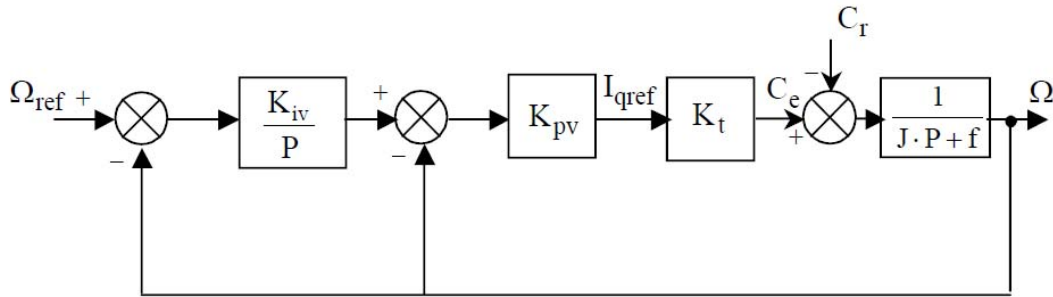 C_r
Ω_ref + − K_iv / P + − K_pv I_qref K_t C_e + − 1 / J·P+f Ω